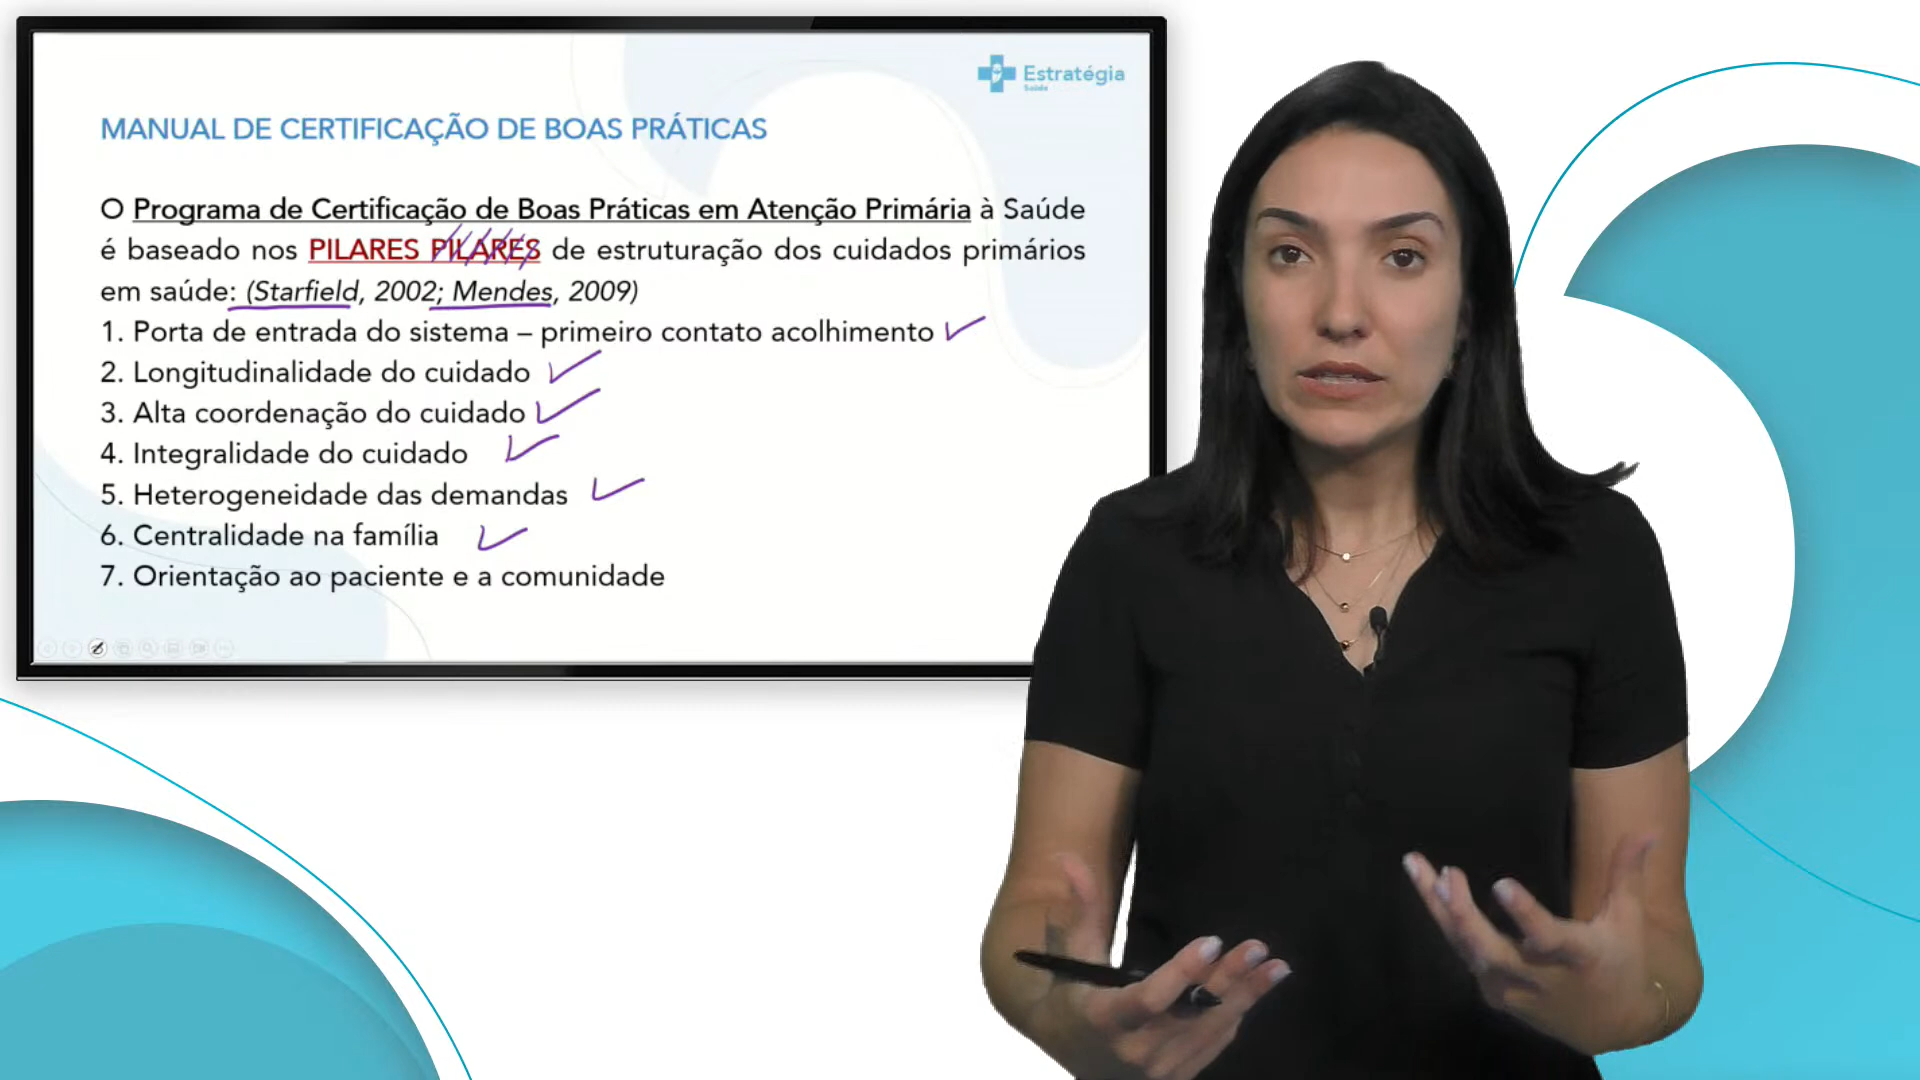 Estratégia
Saúde
MANUAL DE CERTIFICAÇÃO DE BOAS PRÁTICAS
O Programa de Certificação de Boas Práticas em Atenção Primária à Saúde
é baseado nos PILARES PILARES de estruturação dos cuidados primários
em saúde: (Starfield, 2002; Mendes, 2009)
1. Porta de entrada do sistema – primeiro contato acolhimento
2. Longitudinalidade do cuidado
3. Alta coordenação do cuidado
4. Integralidade do cuidado
5. Heterogeneidade das demandas
6. Centralidade na família
7. Orientação ao paciente e a comunidade